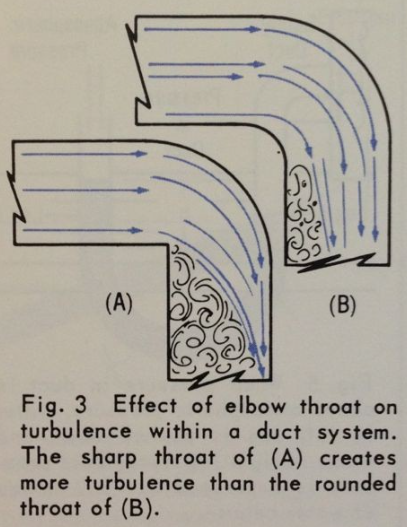 (A)
(B)
Fig. 3 Effect of elbow throat on
turbulence within a duct system.
The sharp throat of (A) creates
more turbulence than the rounded
throat of (B).